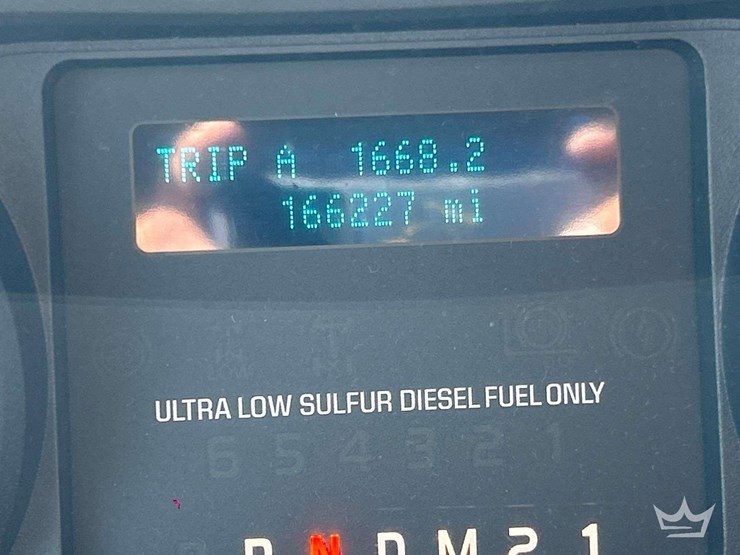 TRIP A 1668.2
166227 mi
ULTRA LOW SULFUR DIESEL FUEL ONLY
6 5 4 3 2 1
N D M 2 1